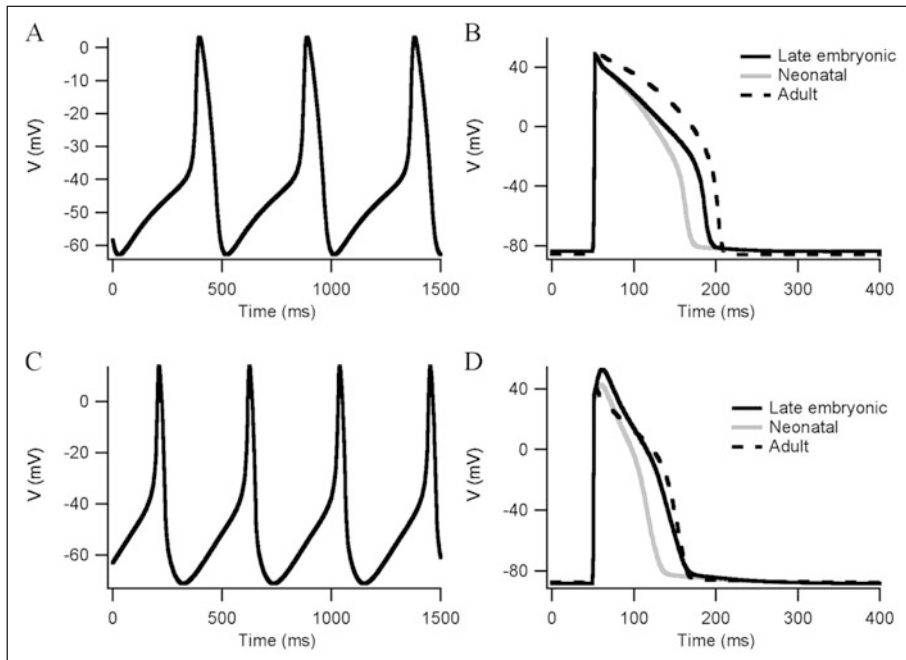 A
V (mV)
0
-10
-20
-30
-40
-50
-60
0
500
1000
1500
Time (ms)
B
V (mV)
40
0
-40
-80
0
100
200
300
400
Time (ms)
Late embryonic
Neonatal
Adult
C
V (mV)
0
-20
-40
-60
0
500
1000
1500
Time (ms)
D
V (mV)
40
0
-40
-80
0
100
200
300
400
Time (ms)
Late embryonic
Neonatal
Adult